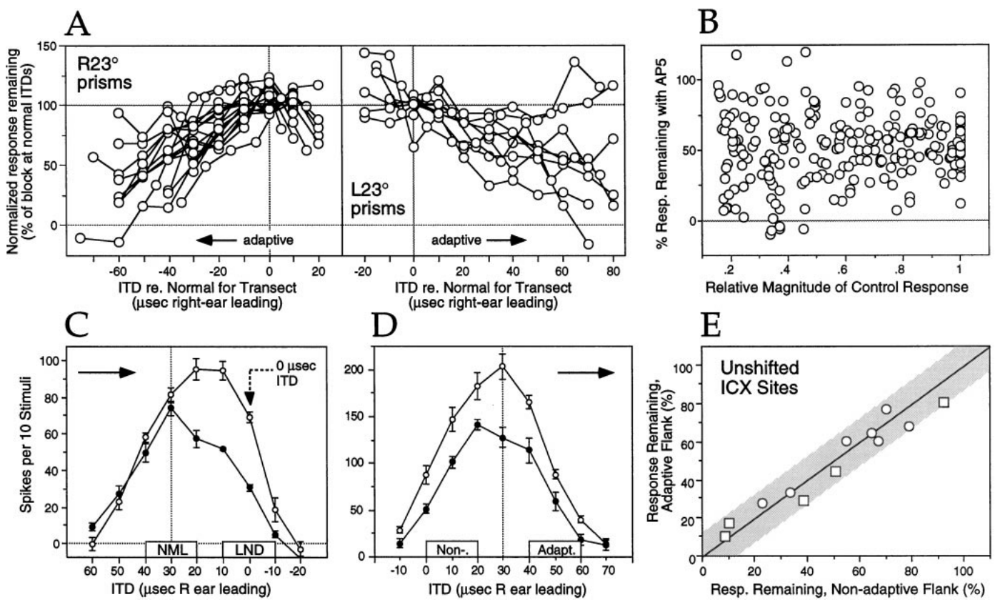 A
B
150
100
50
0
Normalized response remaining
(% of block at normal ITDs)
R23°
prisms
L23°
prisms
adaptive
adaptive
-60 -40 -20 0 20
-20 0 20 40 60 80
ITD re. Normal for Transect
(µsec right-ear leading)
ITD re. Normal for Transect
(µsec right-ear leading)
% Resp. Remaining with AP5
100
50
0
.2 .4 .6 .8 1
Relative Magnitude of Control Response
C
D
E
Spikes per 10 Stimuli
100
80
60
40
20
0
0 µsec
ITD
NML
LND
60 50 40 30 20 10 0 -10 -20
ITD (µsec R ear leading)
200
150
100
50
0
Non-.
Adapt.
-10 0 10 20 30 40 50 60 70
ITD (µsec R ear leading)
Response Remaining,
Adaptive Flank (%)
100
80
60
40
20
0
Unshifted
ICX Sites
0 20 40 60 80 100
Resp. Remaining, Non-adaptive Flank (%)